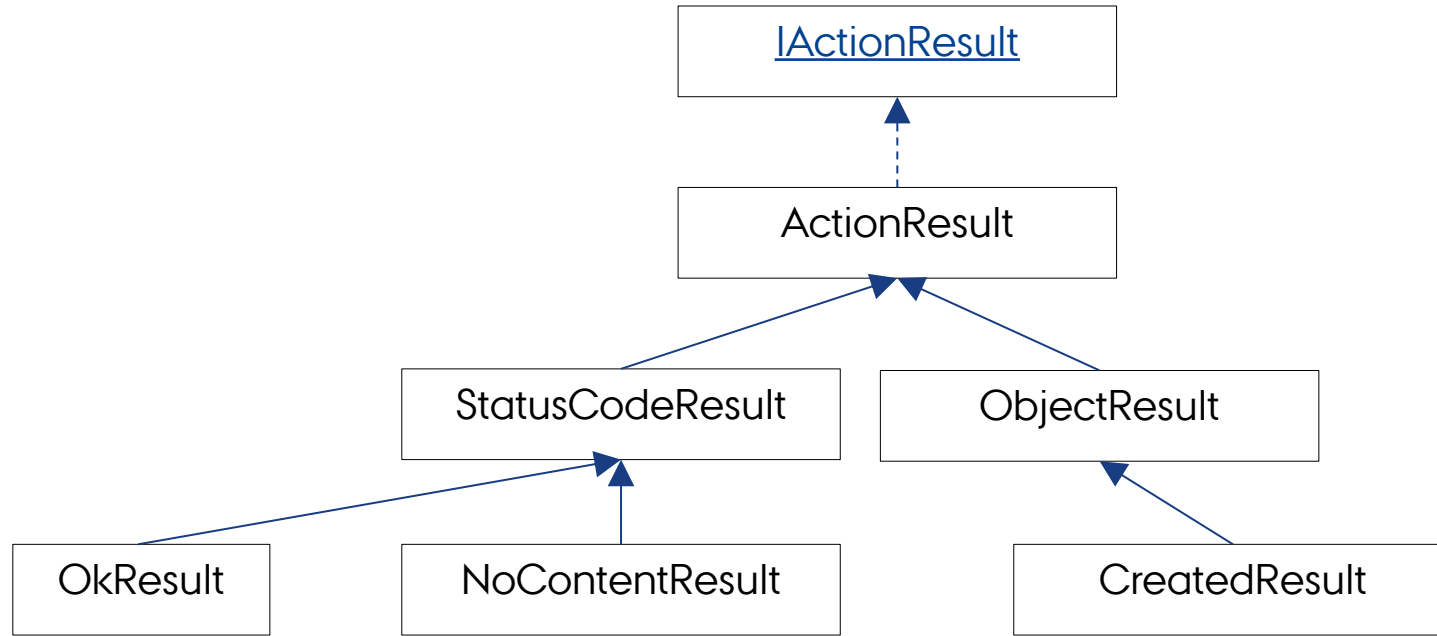 IActionResult
ActionResult
StatusCodeResult
ObjectResult
OkResult
NoContentResult
CreatedResult